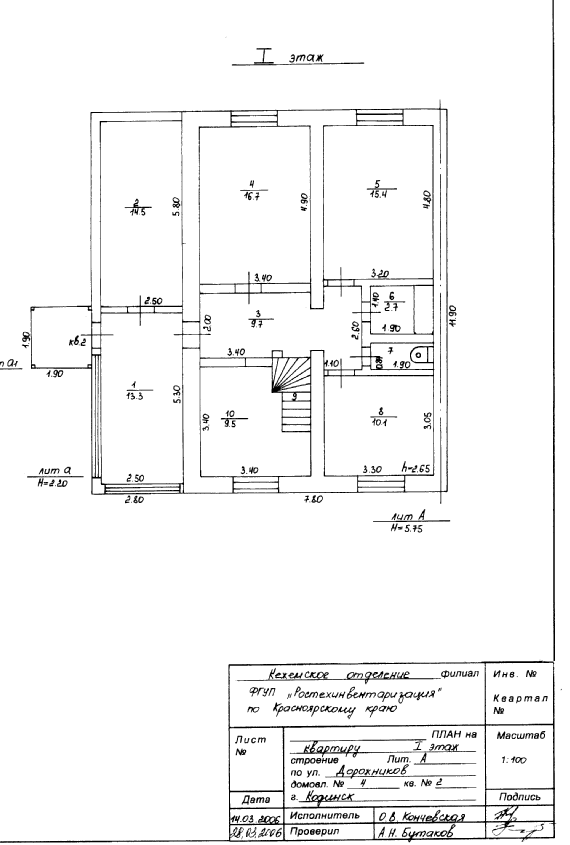 I этаж
2
14.5
5.80
4
16.7
4.90
5
15.4
4.80
3.40
3.20
2.50
3
9.7
2.00
1.10
6
2.7
1.90
11.90
кв.2
1.90
1.90
т а1
2.60
7
1.90
3.40
1.10
1
13.3
5.30
3.40
10
9.5
9
8
10.1
3.05
2.50
3.40
3.30
h=2.65
лит а
H=2.20
2.80
7.80
лит А
H=5.75
Кежемское отделение филиал
ФГУП „Ростехинвентаризация"
по Красноярскому краю
Инв. №
Квартал
№
Лист
№
ПЛАН на
квартиру I этаж
строение Лит. А
по ул. Дорожников
домовл. № 4 кв. № 2
г. Кодинск
Масштаб
1:100
Дата
Подпись
14.03.2006 Исполнитель О.В. Кончевская
28.03.2006 Проверил А.Н. Бутаков